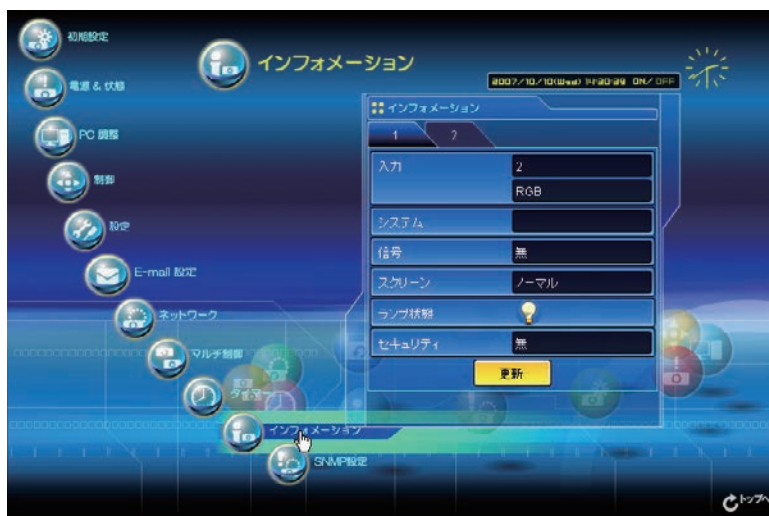 初期設定
電源 & 状態
PC 調整
制御
設定
E-mail 設定
ネットワーク
マルチ制御
タイマー
インフォメーション
SNMP設定
インフォメーション
2007/10/10(Wed) 14:20:29 ON/OFF
インフォメーション
1 2
入力 2
RGB
システム
信号 無
スクリーン ノーマル
ランプ状態
セキュリティ 無
更新
トップへ